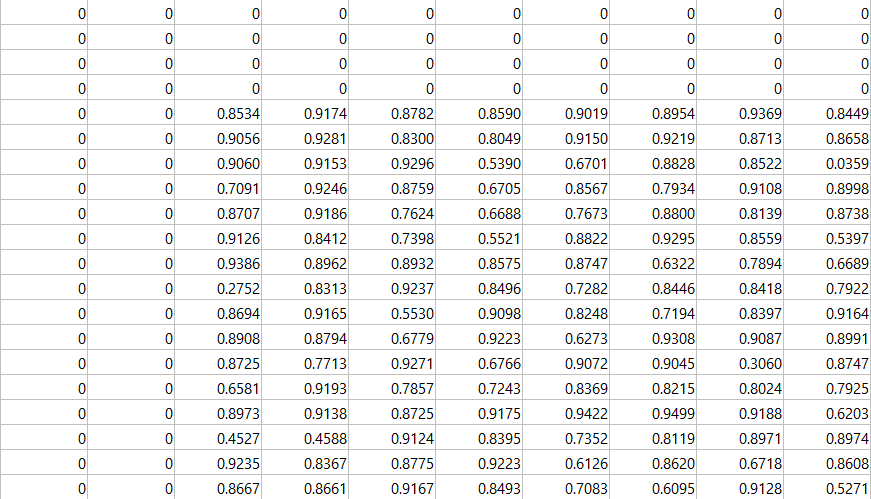 0 0 0 0 0 0 0 0 0 0
0 0 0 0 0 0 0 0 0 0
0 0 0 0 0 0 0 0 0 0
0 0 0 0 0 0 0 0 0 0
0 0 0.8534 0.9174 0.8782 0.8590 0.9019 0.8954 0.9369 0.8449
0 0 0.9056 0.9281 0.8300 0.8049 0.9150 0.9219 0.8713 0.8658
0 0 0.9060 0.9153 0.9296 0.5390 0.6701 0.8828 0.8522 0.0359
0 0 0.7091 0.9246 0.8759 0.6705 0.8567 0.7934 0.9108 0.8998
0 0 0.8707 0.9186 0.7624 0.6688 0.7673 0.8800 0.8139 0.8738
0 0 0.9126 0.8412 0.7398 0.5521 0.8822 0.9295 0.8559 0.5397
0 0 0.9386 0.8962 0.8932 0.8575 0.8747 0.6322 0.7894 0.6689
0 0 0.2752 0.8313 0.9237 0.8496 0.7282 0.8446 0.8418 0.7922
0 0 0.8694 0.9165 0.5530 0.9098 0.8248 0.7194 0.8397 0.9164
0 0 0.8908 0.8794 0.6779 0.9223 0.6273 0.9308 0.9087 0.8991
0 0 0.8725 0.7713 0.9271 0.6766 0.9072 0.9045 0.3060 0.8747
0 0 0.6581 0.9193 0.7857 0.7243 0.8369 0.8215 0.8024 0.7925
0 0 0.8973 0.9138 0.8725 0.9175 0.9422 0.9499 0.9188 0.6203
0 0 0.4527 0.4588 0.9124 0.8395 0.7352 0.8119 0.8971 0.8974
0 0 0.9235 0.8367 0.8775 0.9223 0.6126 0.8620 0.6718 0.8608
0 0 0.8667 0.8661 0.9167 0.8493 0.7083 0.6095 0.9128 0.5271